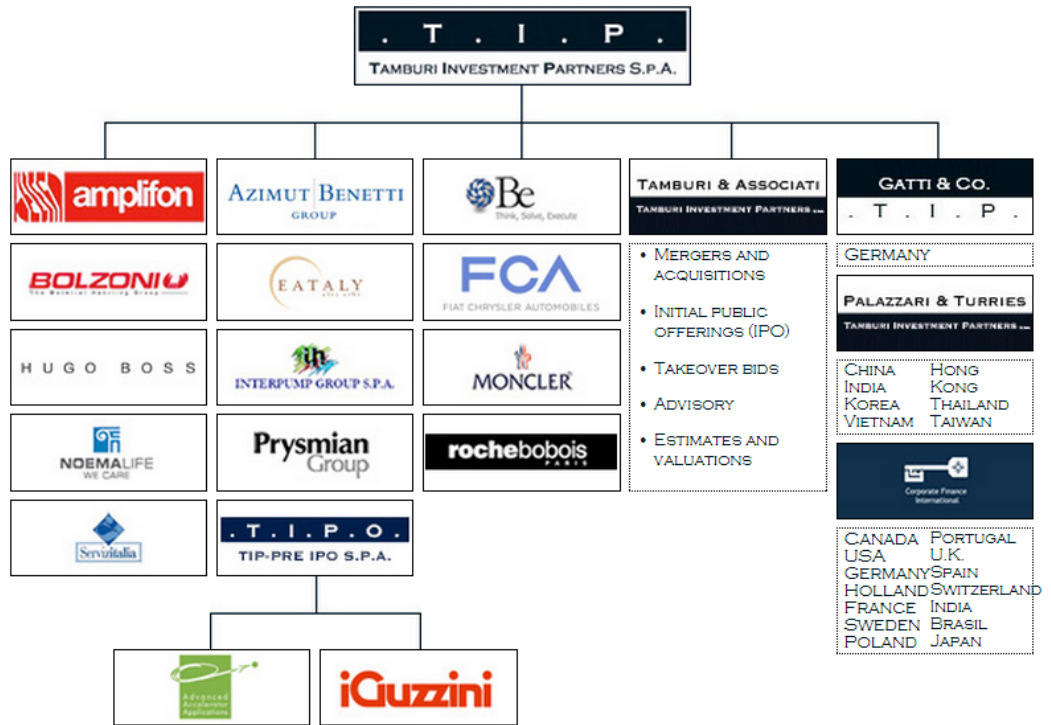 . T . I . P .
TAMBURI INVESTMENT PARTNERS S.P.A.
amplifon
BOLZONI
The Material Handling Group
HUGO BOSS
NOEMALIFE
WE CARE
Servizitalia
AZIMUT BENETTI
GROUP
EATALY
INTERPUMP GROUP S.P.A.
Prysmian
Group
. T . I . P . O .
TIP-PRE IPO S.P.A.
Advanced
Accelerator
Applications
iGuzzini
Be
Think, Solve, Execute
FCA
FIAT CHRYSLER AUTOMOBILES
MONCLER
rochebobois
PARIS
TAMBURI & ASSOCIATI
TAMBURI INVESTMENT PARTNERS
• MERGERS AND
ACQUISITIONS
• INITIAL PUBLIC
OFFERINGS (IPO)
• TAKEOVER BIDS
• ADVISORY
• ESTIMATES AND
VALUATIONS
GATTI & CO.
. T . I . P .
GERMANY
PALAZZARI & TURRIES
TAMBURI INVESTMENT PARTNERS
CHINA HONG
INDIA KONG
KOREA THAILAND
VIETNAM TAIWAN
Corporate Finance
International
CANADA PORTUGAL
USA U.K.
GERMANY SPAIN
HOLLAND SWITZERLAND
FRANCE INDIA
SWEDEN BRASIL
POLAND JAPAN